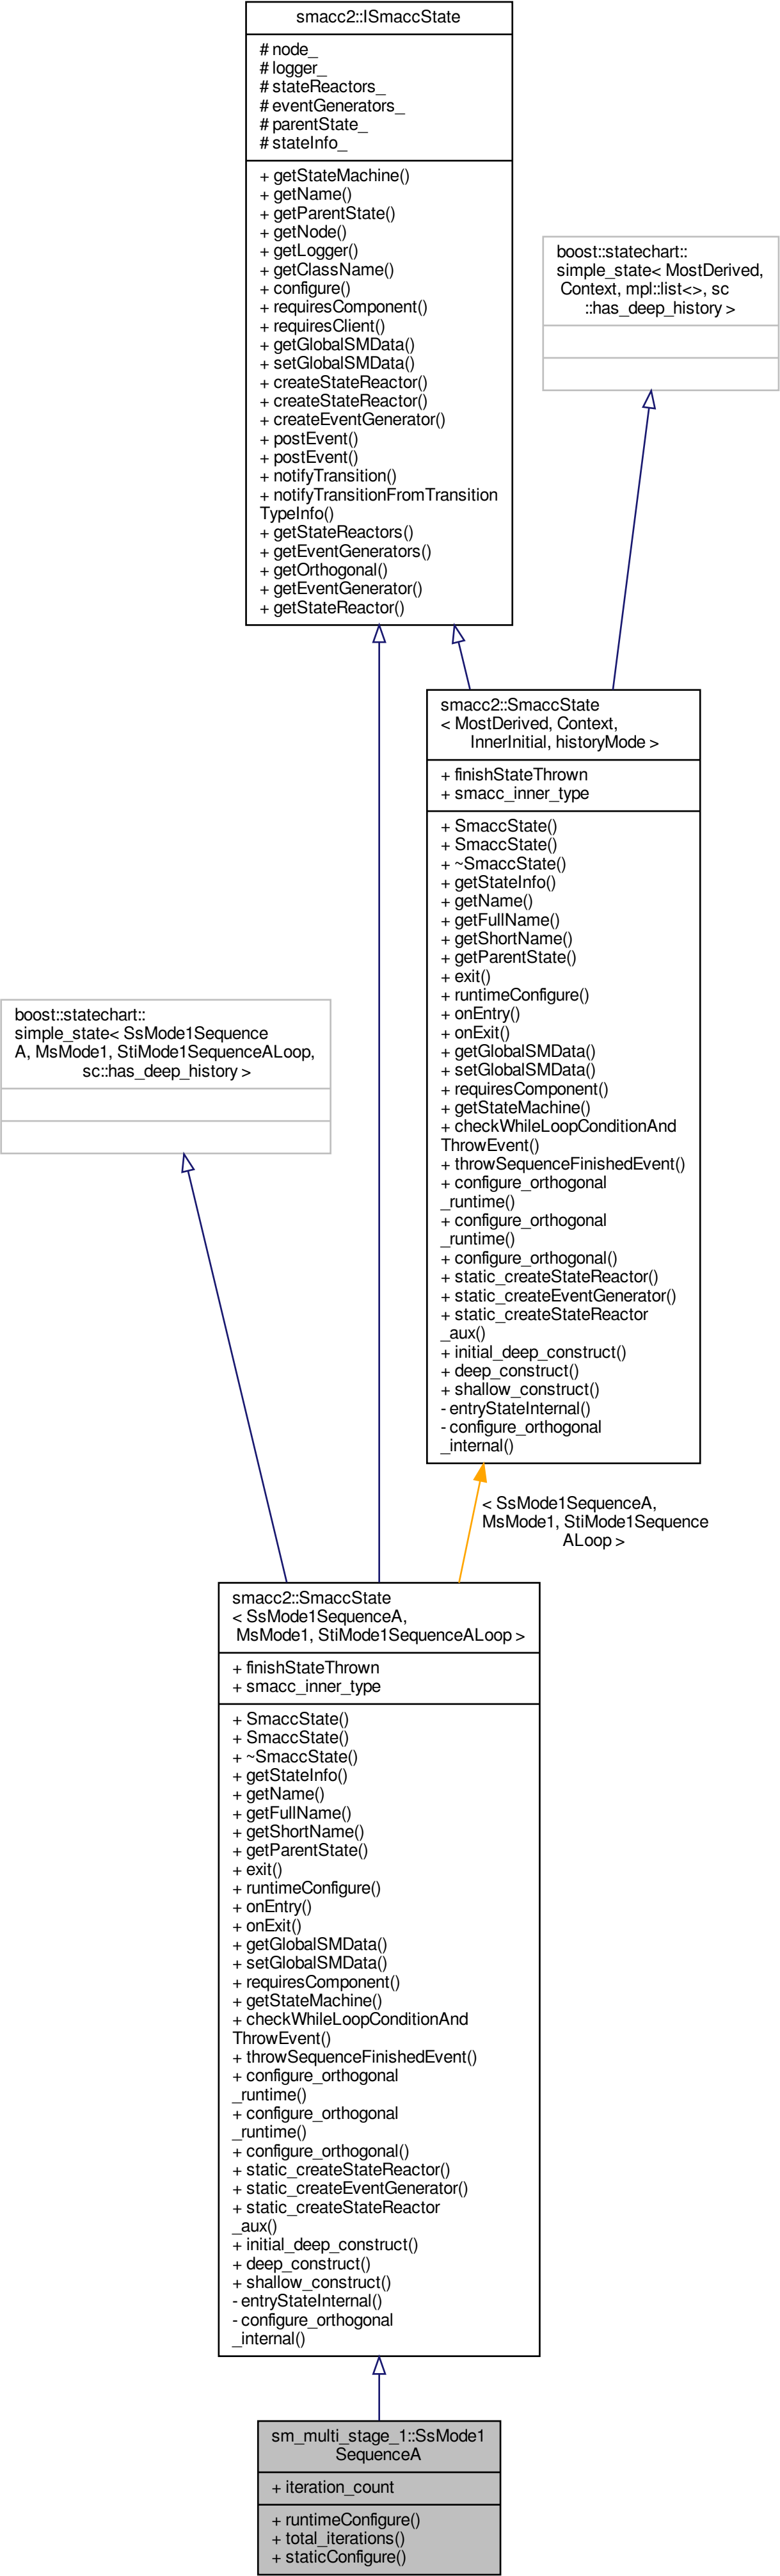 smacc2::ISmaccState
# node_
# logger_
# stateReactors_
# eventGenerators_
# parentState_
# stateInfo_
+ getStateMachine()
+ getName()
+ getParentState()
+ getNode()
+ getLogger()
+ getClassName()
+ configure()
+ requiresComponent()
+ requiresClient()
+ getGlobalSMData()
+ setGlobalSMData()
+ createStateReactor()
+ createStateReactor()
+ createEventGenerator()
+ postEvent()
+ postEvent()
+ notifyTransition()
+ notifyTransitionFromTransition
TypeInfo()
+ getStateReactors()
+ getEventGenerators()
+ getOrthogonal()
+ getEventGenerator()
+ getStateReactor()
boost::statechart::
simple_state< MostDerived,
Context, mpl::list<>, sc
::has_deep_history >
smacc2::SmaccState
< MostDerived, Context,
InnerInitial, historyMode >
+ finishStateThrown
+ smacc_inner_type
+ SmaccState()
+ SmaccState()
+ ~SmaccState()
+ getStateInfo()
+ getName()
+ getFullName()
+ getShortName()
+ getParentState()
+ exit()
+ runtimeConfigure()
+ onEntry()
+ onExit()
+ getGlobalSMData()
+ setGlobalSMData()
+ requiresComponent()
+ getStateMachine()
+ checkWhileLoopConditionAnd
ThrowEvent()
+ throwSequenceFinishedEvent()
+ configure_orthogonal
_runtime()
+ configure_orthogonal
_runtime()
+ configure_orthogonal()
+ static_createStateReactor()
+ static_createEventGenerator()
+ static_createStateReactor
_aux()
+ initial_deep_construct()
+ deep_construct()
+ shallow_construct()
- entryStateInternal()
- configure_orthogonal
_internal()
boost::statechart::
simple_state< SsMode1Sequence
A, MsMode1, StiMode1SequenceALoop,
sc::has_deep_history >
< SsMode1SequenceA,
MsMode1, StiMode1Sequence
ALoop >
smacc2::SmaccState
< SsMode1SequenceA,
MsMode1, StiMode1SequenceALoop >
+ finishStateThrown
+ smacc_inner_type
+ SmaccState()
+ SmaccState()
+ ~SmaccState()
+ getStateInfo()
+ getName()
+ getFullName()
+ getShortName()
+ getParentState()
+ exit()
+ runtimeConfigure()
+ onEntry()
+ onExit()
+ getGlobalSMData()
+ setGlobalSMData()
+ requiresComponent()
+ getStateMachine()
+ checkWhileLoopConditionAnd
ThrowEvent()
+ throwSequenceFinishedEvent()
+ configure_orthogonal
_runtime()
+ configure_orthogonal
_runtime()
+ configure_orthogonal()
+ static_createStateReactor()
+ static_createEventGenerator()
+ static_createStateReactor
_aux()
+ initial_deep_construct()
+ deep_construct()
+ shallow_construct()
- entryStateInternal()
- configure_orthogonal
_internal()
sm_multi_stage_1::SsMode1
SequenceA
+ iteration_count
+ runtimeConfigure()
+ total_iterations()
+ staticConfigure()